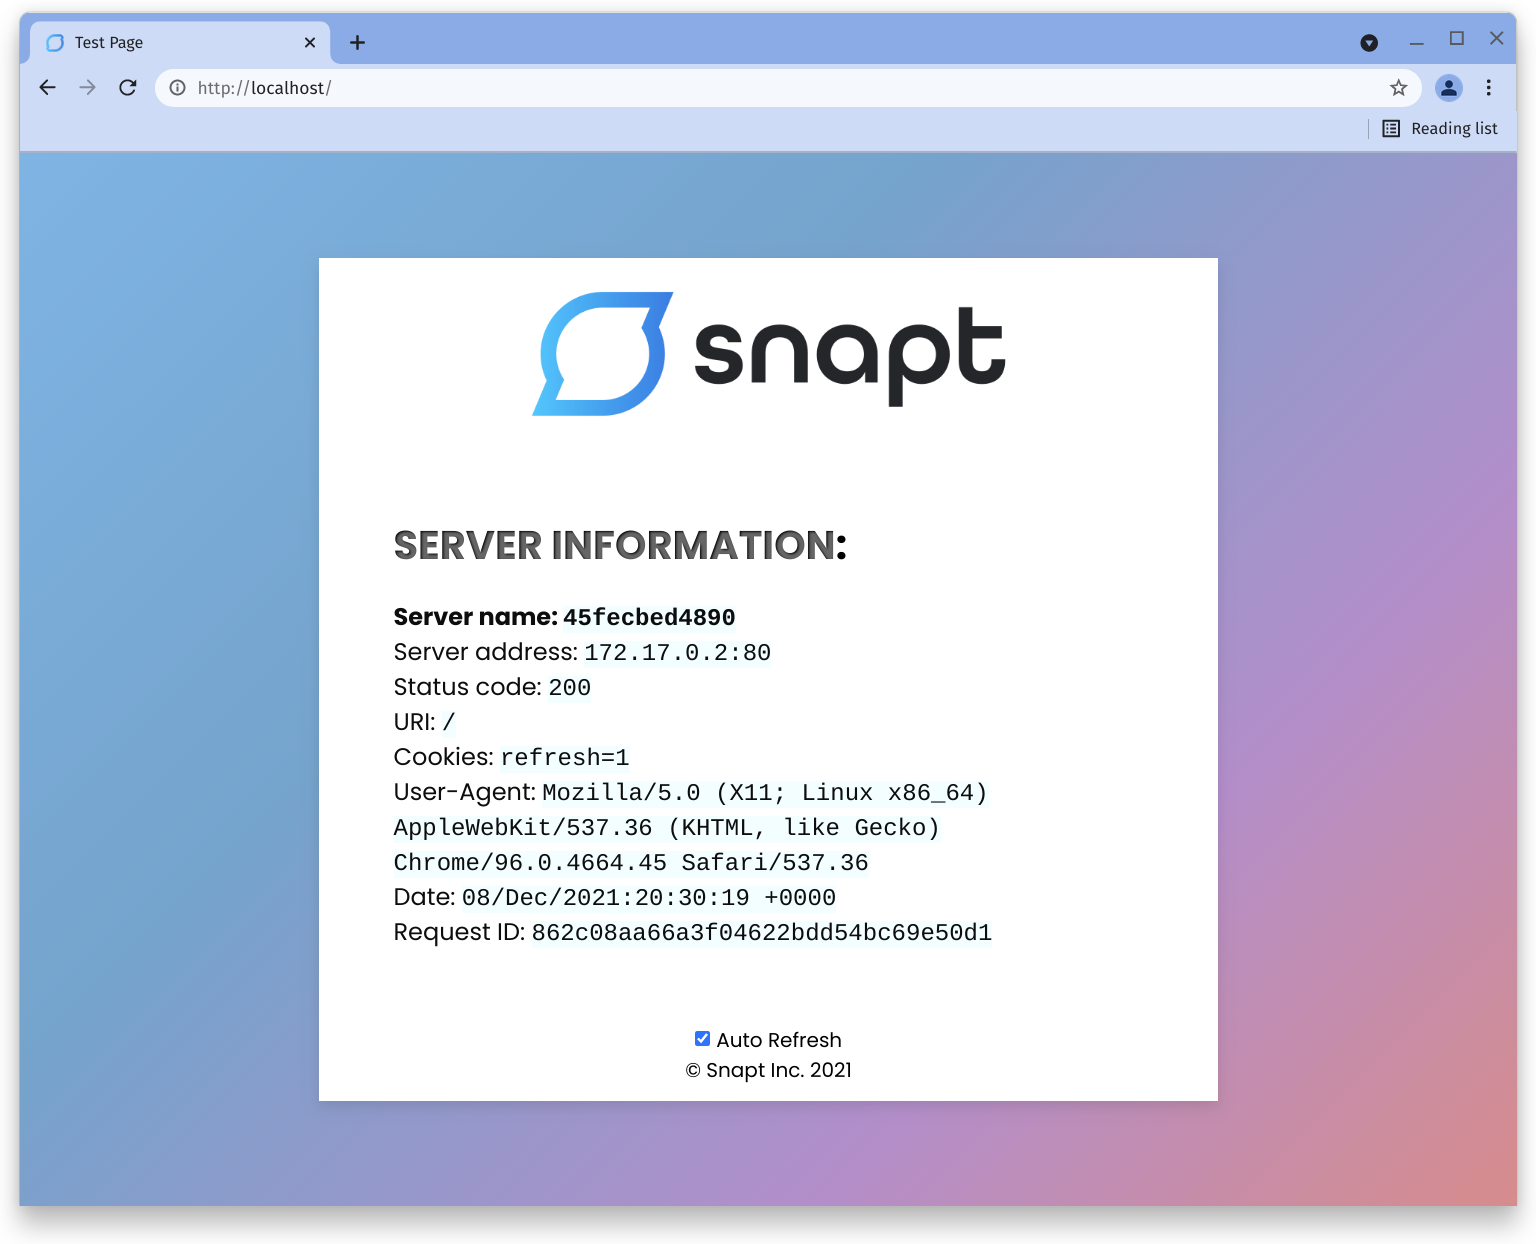 Test Page
http://localhost/
Reading list
snapt
SERVER INFORMATION:
Server name: 45fecbed4890
Server address: 172.17.0.2:80
Status code: 200
URI: /
Cookies: refresh=1
User-Agent: Mozilla/5.0 (X11; Linux x86_64)
AppleWebKit/537.36 (KHTML, like Gecko)
Chrome/96.0.4664.45 Safari/537.36
Date: 08/Dec/2021:20:30:19 +0000
Request ID: 862c08aa66a3f04622bdd54bc69e50d1
Auto Refresh
© Snapt Inc. 2021